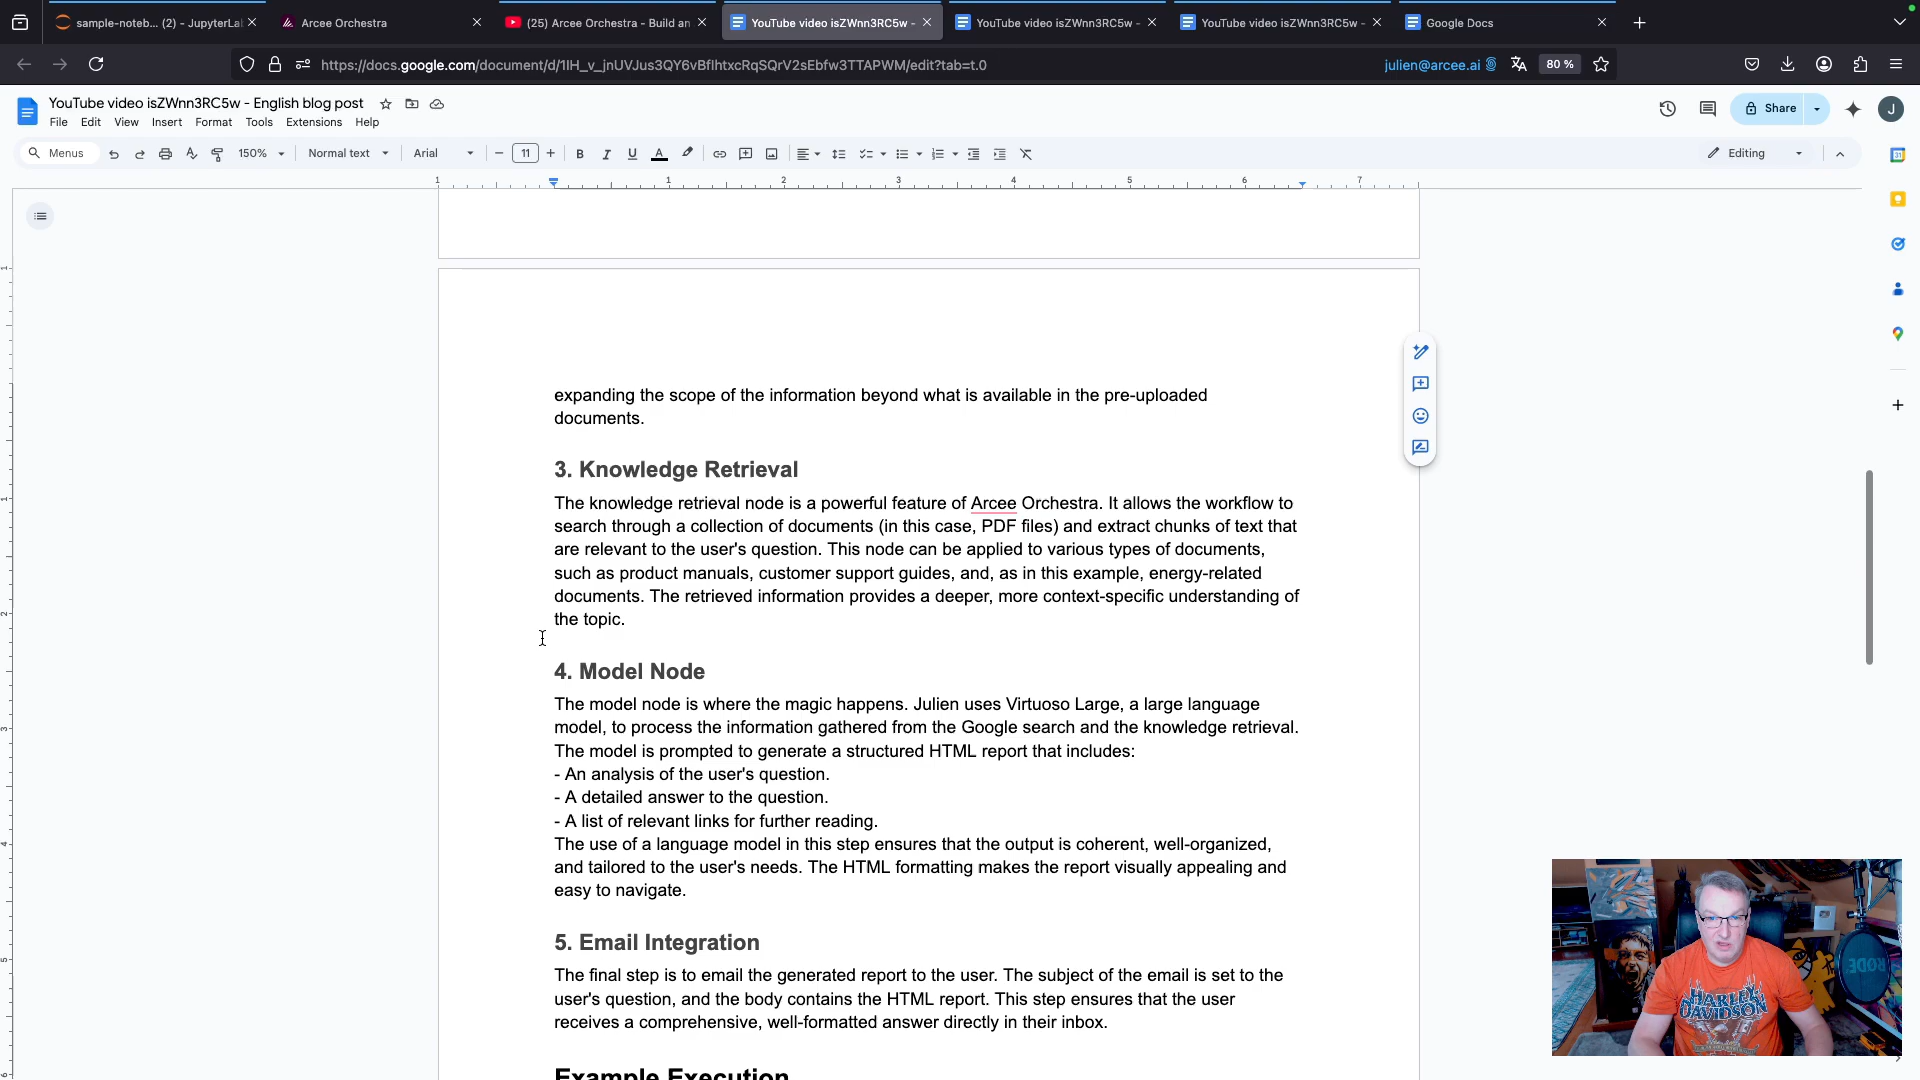 sample-noteb... (2) - JupyterLa
Arcee Orchestra
(25) Arcee Orchestra - Build an
YouTube video isZWnn3RC5w -
YouTube video isZWnn3RC5w -
YouTube video isZWnn3RC5w -
Google Docs
https://docs.google.com/document/d/1IH_v_jnUVJus3QY6vBfIhtxcRqSQrV2sEbfw3TTAPWM/edit?tab=t.0
julien@arcee.ai
80 %
YouTube video isZWnn3RC5w - English blog post
File Edit View Insert Format Tools Extensions Help
Share
J
Menus
150%
Normal text
Arial
11
Editing
1 1 2 3 4 5 6 7
expanding the scope of the information beyond what is available in the pre-uploaded
documents.
3. Knowledge Retrieval
The knowledge retrieval node is a powerful feature of Arcee Orchestra. It allows the workflow to
search through a collection of documents (in this case, PDF files) and extract chunks of text that
are relevant to the user's question. This node can be applied to various types of documents,
such as product manuals, customer support guides, and, as in this example, energy-related
documents. The retrieved information provides a deeper, more context-specific understanding of
the topic.
4. Model Node
The model node is where the magic happens. Julien uses Virtuoso Large, a large language
model, to process the information gathered from the Google search and the knowledge retrieval.
The model is prompted to generate a structured HTML report that includes:
- An analysis of the user's question.
- A detailed answer to the question.
- A list of relevant links for further reading.
The use of a language model in this step ensures that the output is coherent, well-organized,
and tailored to the user's needs. The HTML formatting makes the report visually appealing and
easy to navigate.
5. Email Integration
The final step is to email the generated report to the user. The subject of the email is set to the
user's question, and the body contains the HTML report. This step ensures that the user
receives a comprehensive, well-formatted answer directly in their inbox.
Example Execution
HARLEY
DAVIDSON
RODE